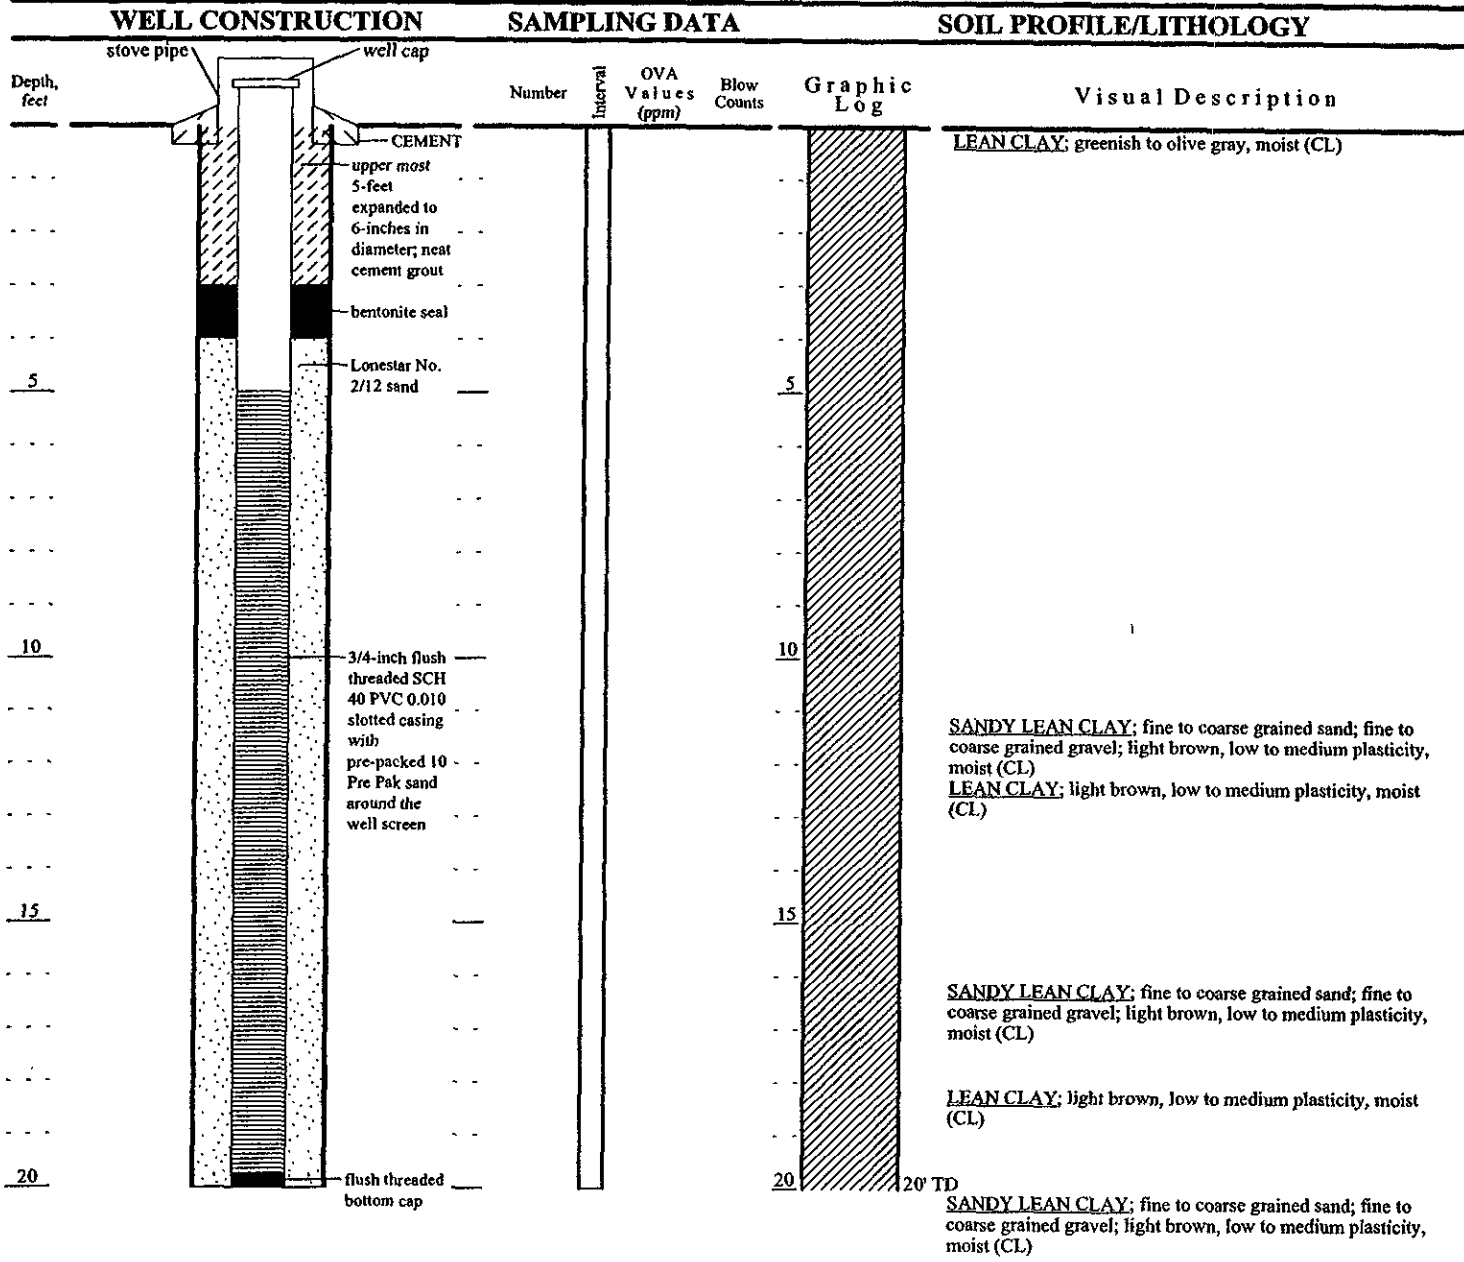 WELL CONSTRUCTION SAMPLING DATA SOIL PROFILE/LITHOLOGY
stove pipe
well cap
Depth,
feet
Number
Interval
OVA
Values
(ppm)
Blow
Counts
Graphic
Log
Visual Description
CEMENT
upper most
5-feet
expanded to
6-inches in
diameter; neat
cement grout
bentonite seal
Lonestar No.
2/12 sand
3/4-inch flush
threaded SCH
40 PVC 0.010
slotted casing
with
pre-packed 10
Pre Pak sand
around the
well screen
flush threaded
bottom cap
5
10
15
20
5
10
15
20
20' TD
LEAN CLAY; greenish to olive gray, moist (CL)
SANDY LEAN CLAY; fine to coarse grained sand; fine to
coarse grained gravel; light brown, low to medium plasticity,
moist (CL)
LEAN CLAY; light brown, low to medium plasticity, moist
(CL)
SANDY LEAN CLAY; fine to coarse grained sand; fine to
coarse grained gravel; light brown, low to medium plasticity,
moist (CL)
LEAN CLAY; light brown, low to medium plasticity, moist
(CL)
SANDY LEAN CLAY; fine to coarse grained sand; fine to
coarse grained gravel; light brown, low to medium plasticity,
moist (CL)